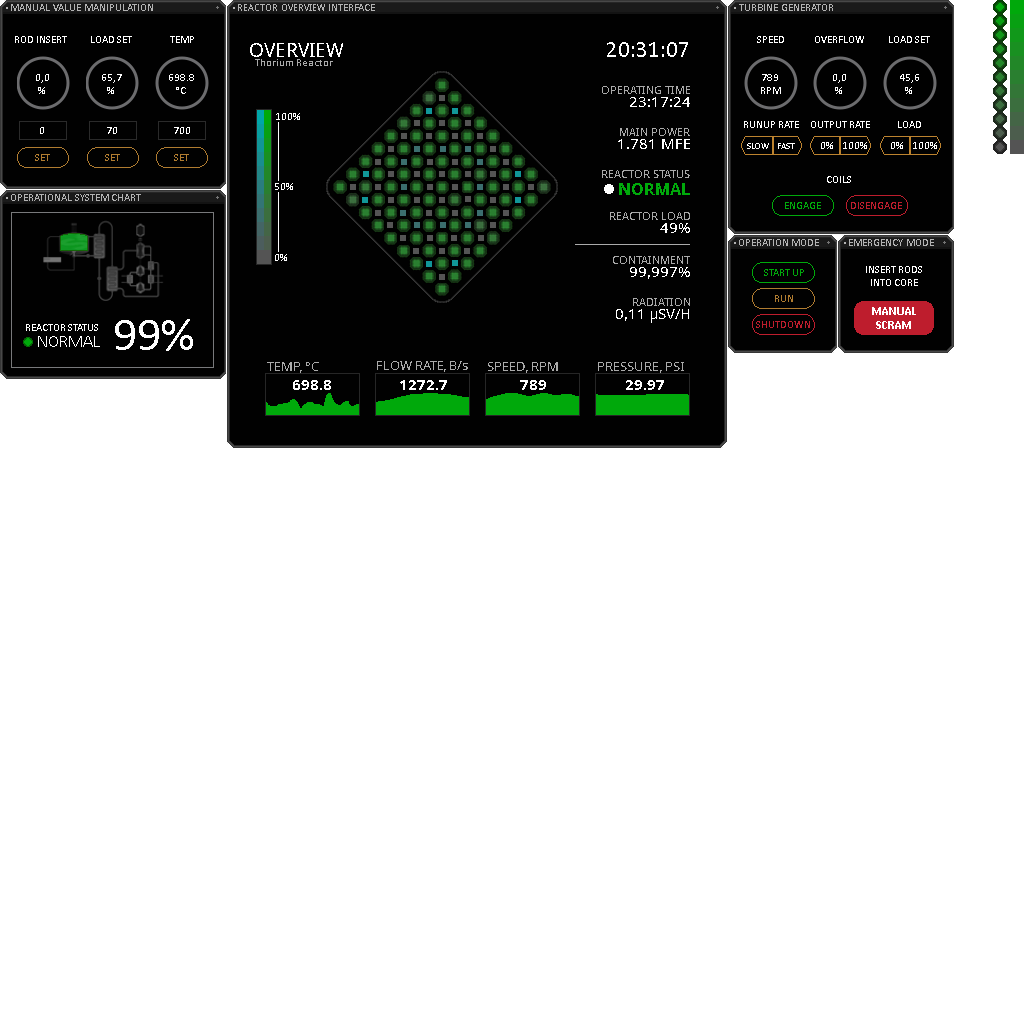 MANUAL VALUE MANIPULATION
ROD INSERT
LOAD SET
TEMP
0,0
%
65,7
%
698.8
°C
0
70
700
SET
SET
SET
OPERATIONAL SYSTEM CHART
REACTOR STATUS
NORMAL
99%
REACTOR OVERVIEW INTERFACE
OVERVIEW
Thorium Reactor
20:31:07
100%
50%
0%
OPERATING TIME
23:17:24
MAIN POWER
1.781 MFE
REACTOR STATUS
NORMAL
REACTOR LOAD
49%
CONTAINMENT
99,997%
RADIATION
0,11 µSV/H
TEMP, °C
698.8
FLOW RATE, B/s
1272.7
SPEED, RPM
789
PRESSURE, PSI
29.97
TURBINE GENERATOR
SPEED
OVERFLOW
LOAD SET
789
RPM
0,0
%
45,6
%
RUNUP RATE
OUTPUT RATE
LOAD
SLOW
FAST
0%
100%
0%
100%
COILS
ENGAGE
DISENGAGE
OPERATION MODE
START UP
RUN
SHUTDOWN
EMERGENCY MODE
INSERT RODS
INTO CORE
MANUAL
SCRAM